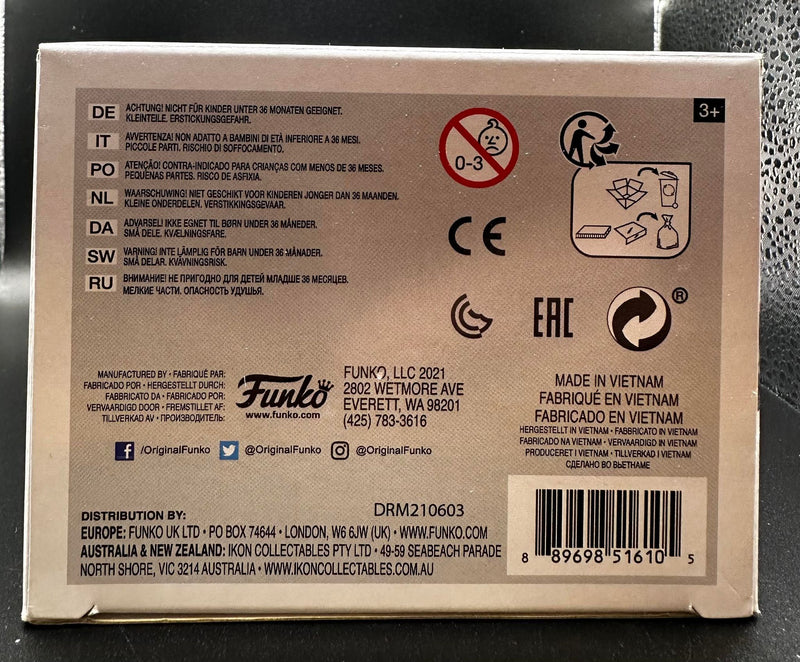 DE ACHTUNG! NICHT FÜR KINDER UNTER 36 MONATEN GEEIGNET.
KLEINTEILE. ERSTICKUNGSGEFAHR.
IT AVVERTENZA! NON ADATTO A BAMBINI DI ETÀ INFERIORE A 36 MESI.
PICCOLE PARTI. RISCHIO DI SOFFOCAMENTO.
PO ATENÇÃO! CONTRA-INDICADO PARA CRIANÇAS COM MENOS DE 36 MESES.
PEQUENAS PARTES. RISCO DE ASFIXIA.
NL WAARSCHUWING! NIET GESCHIKT VOOR KINDEREN JONGER DAN 36 MAANDEN.
KLEINE ONDERDELEN. VERSTIKKINGSGEVAAR.
DA ADVARSEL! IKKE EGNET TIL BØRN UNDER 36 MÅNEDER.
SMÅ DELE. KVÆLNINGSFARE.
SW VARNING! INTE LÄMPLIG FÖR BARN UNDER 36 MÅNADER.
SMÅ DELAR. KVÄVNINGSRISK.
RU ВНИМАНИЕ! НЕ ПРИГОДНО ДЛЯ ДЕТЕЙ МЛАДШЕ 36 МЕСЯЦЕВ.
МЕЛКИЕ ЧАСТИ. ОПАСНОСТЬ УДУШЬЯ.
0-3
3+
CE
EAC
®
MANUFACTURED BY • FABRIQUÉ PAR:
FABRICADO POR • HERGESTELLT DURCH:
FABBRICATO DA • FABRICADO POR:
VERVAARDIGD DOOR • FREMSTILLET AF:
TILLVERKAD AV • ПРОИЗВОДИТЕЛЬ:
Funko
www.funko.com
FUNKO, LLC 2021
2802 WETMORE AVE
EVERETT, WA 98201
(425) 783-3616
MADE IN VIETNAM
FABRIQUÉ EN VIETNAM
FABRICADO EN VIETNAM
HERGESTELLT IN VIETNAM • FABBRICATO IN VIETNAM
FABRICADO NA VIETNAM • VERVAARDIGD IN VIETNAM
PRODUCERET I VIETNAM • TILLVERKAD I VIETNAM
СДЕЛАНО ВО ВЬЕТНАМЕ
f /OriginalFunko @OriginalFunko @OriginalFunko
DRM210603
DISTRIBUTION BY:
EUROPE: FUNKO UK LTD • PO BOX 74644 • LONDON, W6 6JW (UK) • WWW.FUNKO.COM
AUSTRALIA & NEW ZEALAND: IKON COLLECTABLES PTY LTD • 49-59 SEABEACH PARADE
NORTH SHORE, VIC 3214 AUSTRALIA • WWW.IKONCOLLECTABLES.COM.AU
8 89698 51610 5